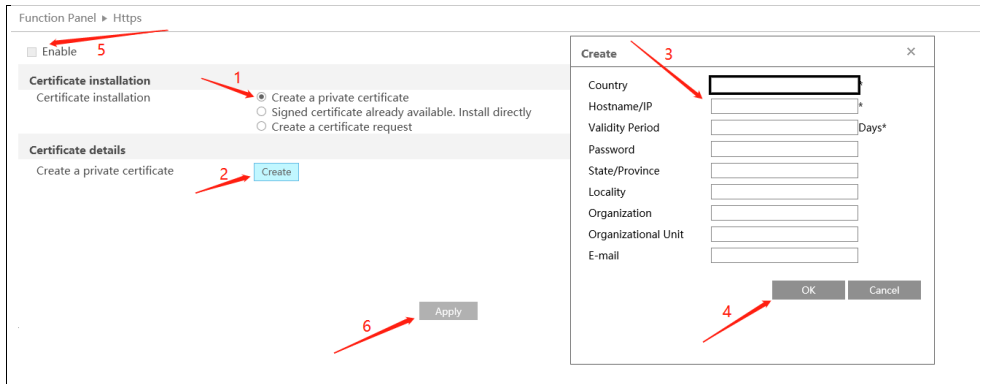 Function Panel ▸ Https
Enable 5
Certificate installation
1
Certificate installation
Create a private certificate
Signed certificate already available. Install directly
Create a certificate request
Certificate details
Create a private certificate 2 Create
Apply
6
Create ×
3
Country *
Hostname/IP *
Validity Period Days*
Password
State/Province
Locality
Organization
Organizational Unit
E-mail
OK Cancel
4